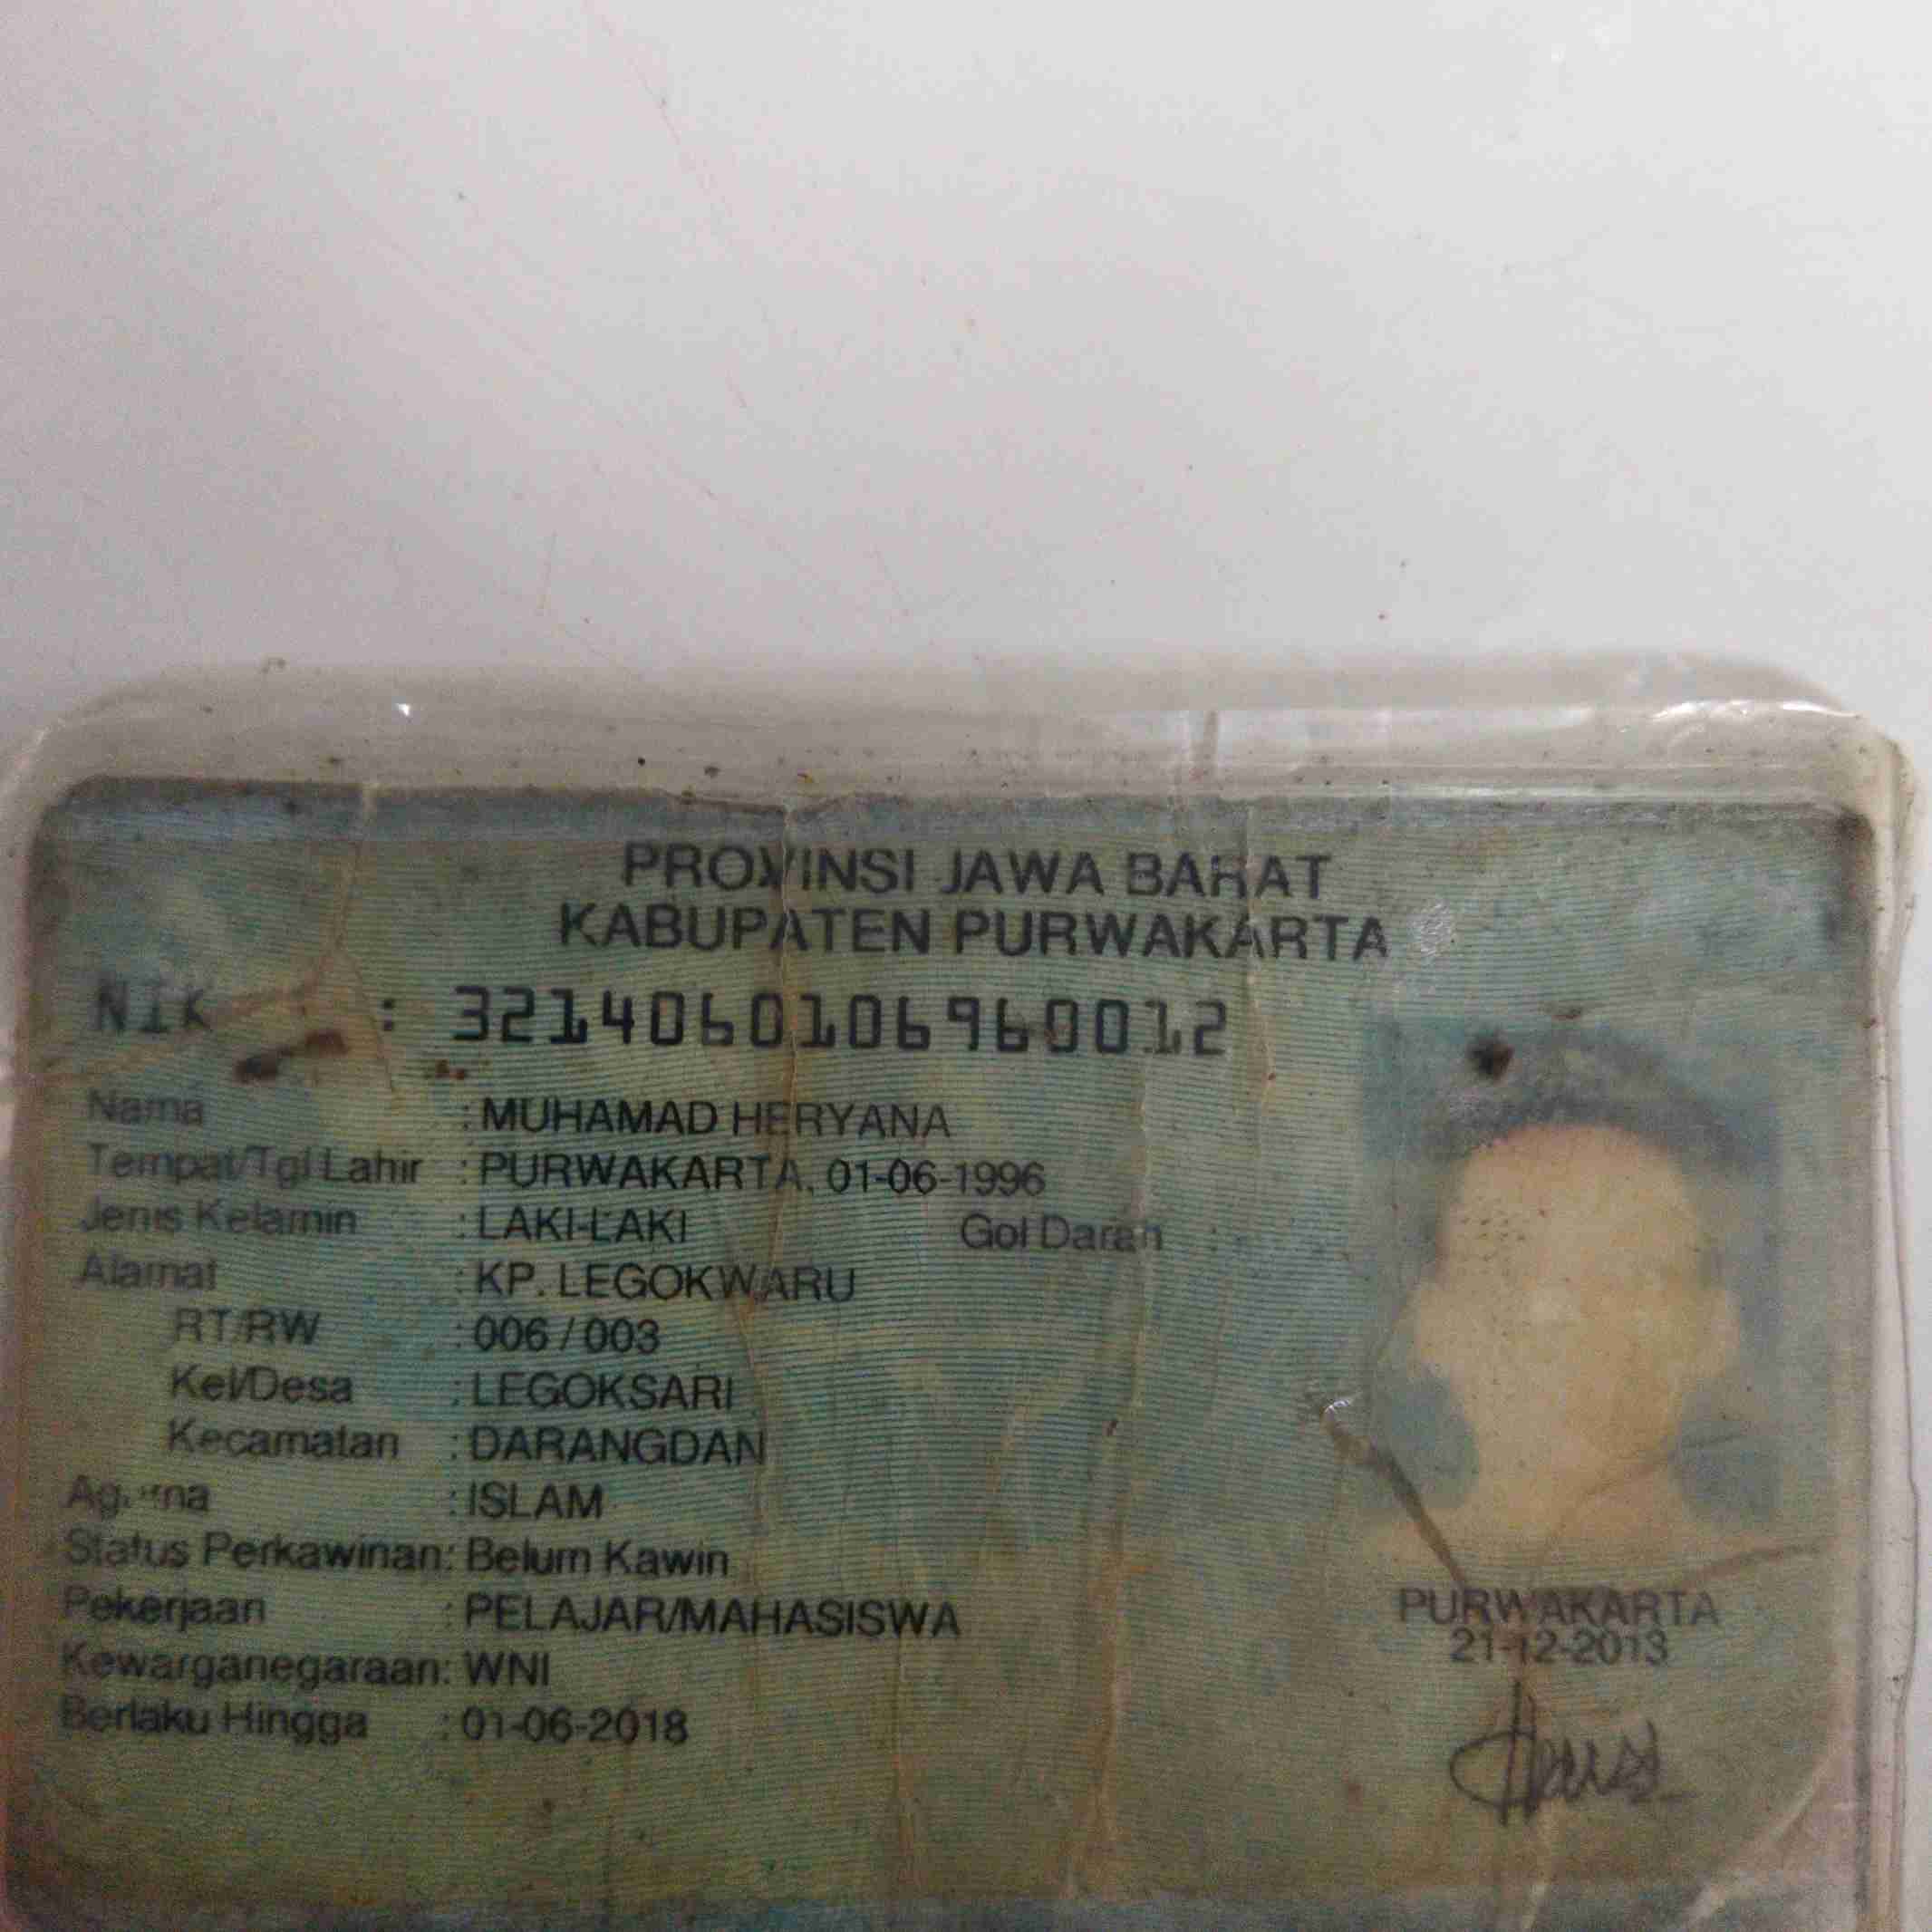 PROVINSI JAWA BARAT
KABUPATEN PURWAKARTA
NIK : 3214060106960012
Nama : MUHAMAD HERYANA
Tempat/Tgl Lahir : PURWAKARTA, 01-06-1996
Jenis Kelamin : LAKI-LAKI Gol Darah :
Alamat : KP. LEGOKWARU
RT/RW : 006 / 003
Kel/Desa : LEGOKSARI
Kecamatan : DARANGDAN
Agama : ISLAM
Status Perkawinan: Belum Kawin
Pekerjaan : PELAJAR/MAHASISWA
Kewarganegaraan: WNI
Berlaku Hingga : 01-06-2018
PURWAKARTA
21-12-2013